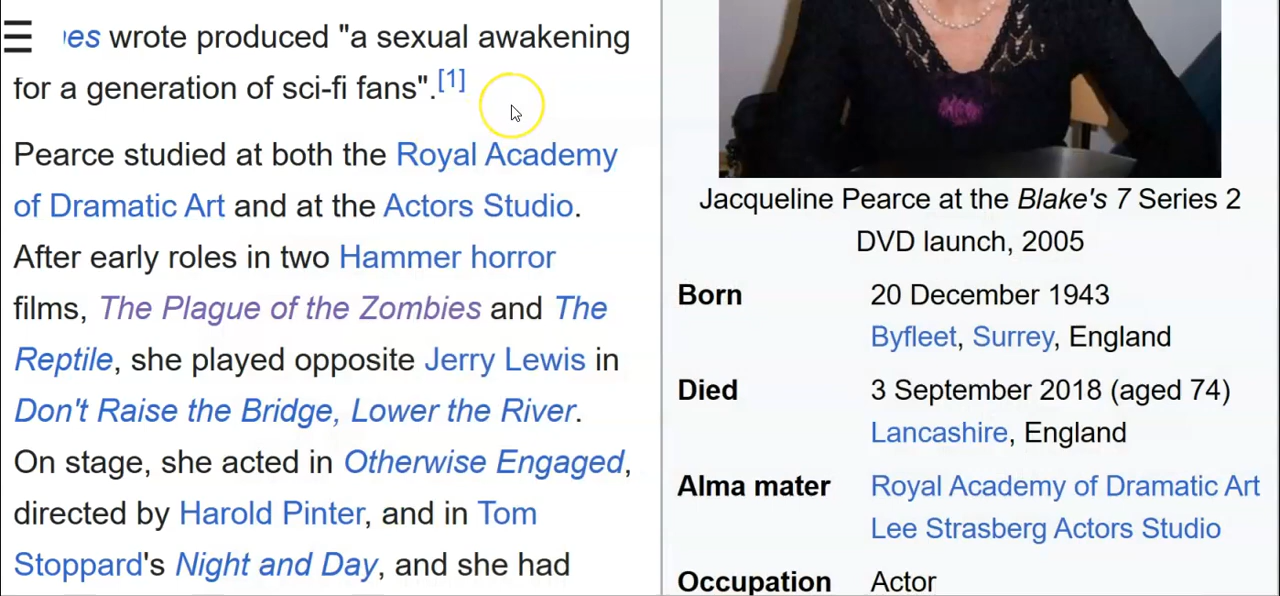 wrote produced "a sexual awakening
for a generation of sci-fi fans".[1]
Pearce studied at both the Royal Academy
of Dramatic Art and at the Actors Studio.
After early roles in two Hammer horror
films, The Plague of the Zombies and The
Reptile, she played opposite Jerry Lewis in
Don't Raise the Bridge, Lower the River.
On stage, she acted in Otherwise Engaged,
directed by Harold Pinter, and in Tom
Stoppard's Night and Day, and she had
Jacqueline Pearce at the Blake's 7 Series 2
DVD launch, 2005
Born 20 December 1943
Byfleet, Surrey, England
Died 3 September 2018 (aged 74)
Lancashire, England
Alma mater Royal Academy of Dramatic Art
Lee Strasberg Actors Studio
Occupation Actor